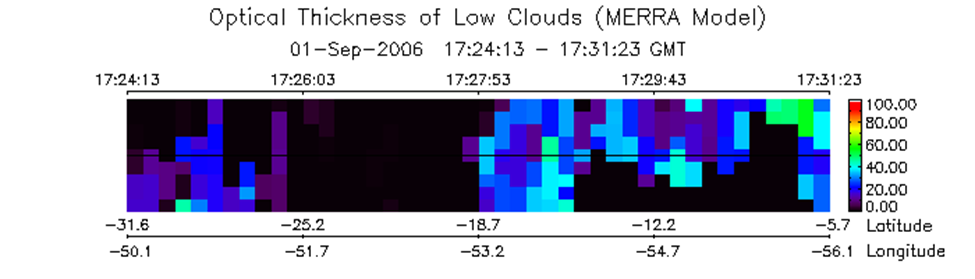 Optical Thickness of Low Clouds (MERRA Model)
01-Sep-2006 17:24:13 - 17:31:23 GMT
17:24:13 17:26:03 17:27:53 17:29:43 17:31:23
100.00
80.00
60.00
40.00
20.00
0.00
-31.6 -25.2 -18.7 -12.2 -5.7 Latitude
-50.1 -51.7 -53.2 -54.7 -56.1 Longitude